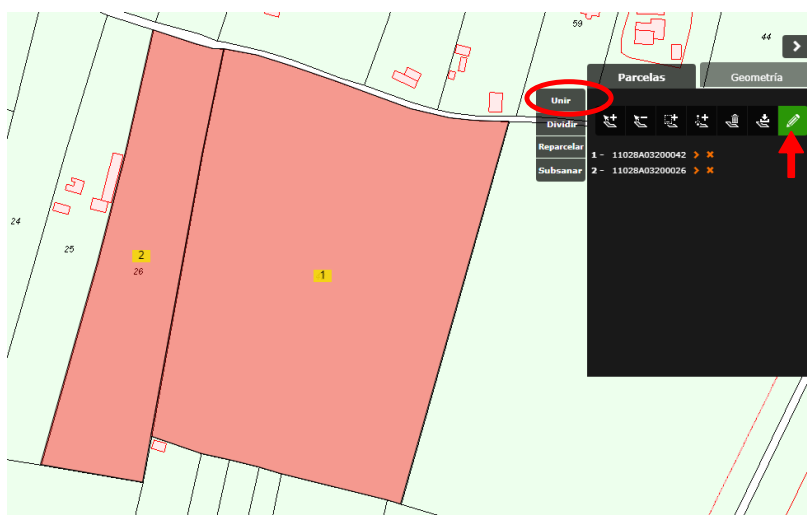 59
44
Parcelas
Geometría
Unir
Dividir
Reparcelar
Subsanar
1 - 11028A03200042
2 - 11028A03200026
24
25
2
26
1